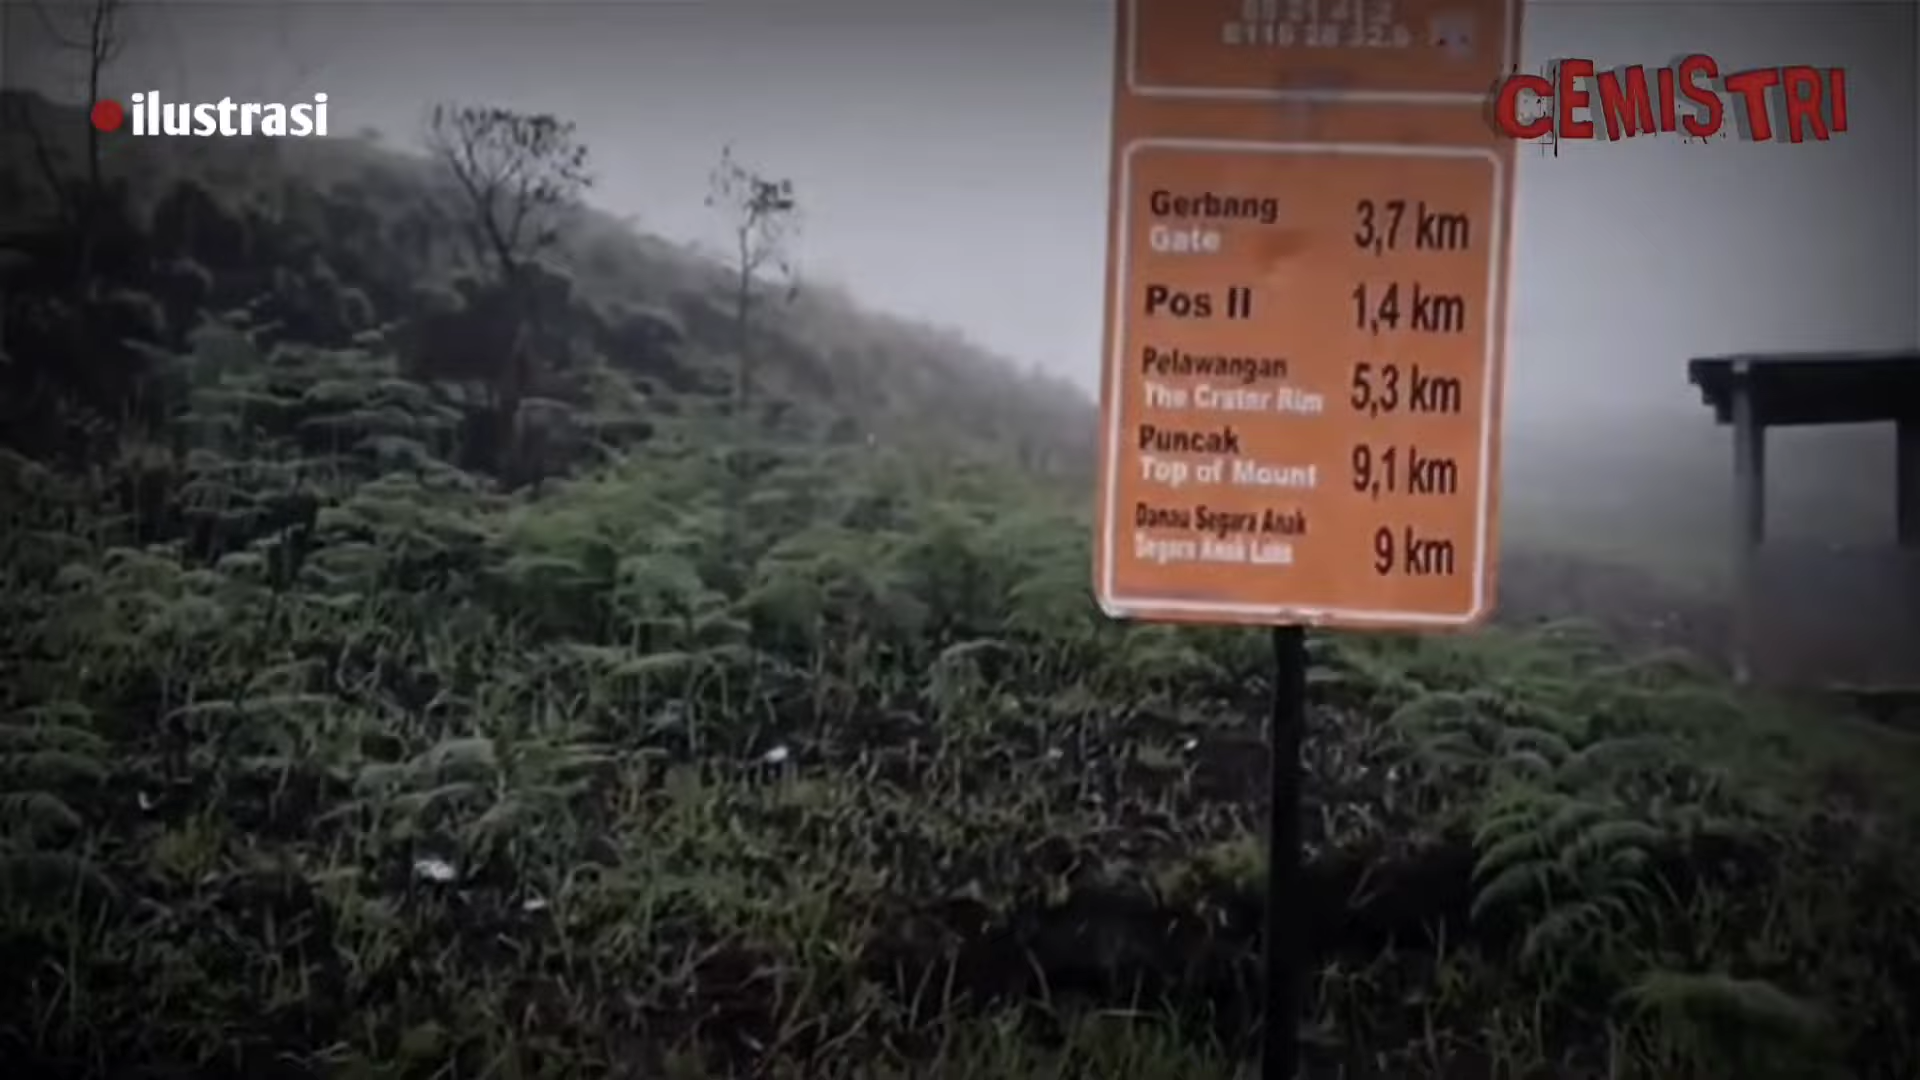 ilustrasi
CEMISTRI
Gerbang 3,7 km
Gate
Pos II 1,4 km
Pelawangan 5,3 km
The Crater Rim
Puncak 9,1 km
Top of Mount
Danau Segara Anak 9 km
Segara Anak Lake